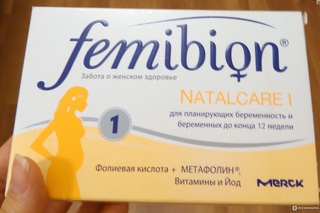 femibion®
Забота о женском здоровье
NATALCARE I
для планирующих беременность и
беременных до конца 12 недели
1
Фолиевая кислота + МЕТАФОЛИН®,
Витамины и Йод
MERCK